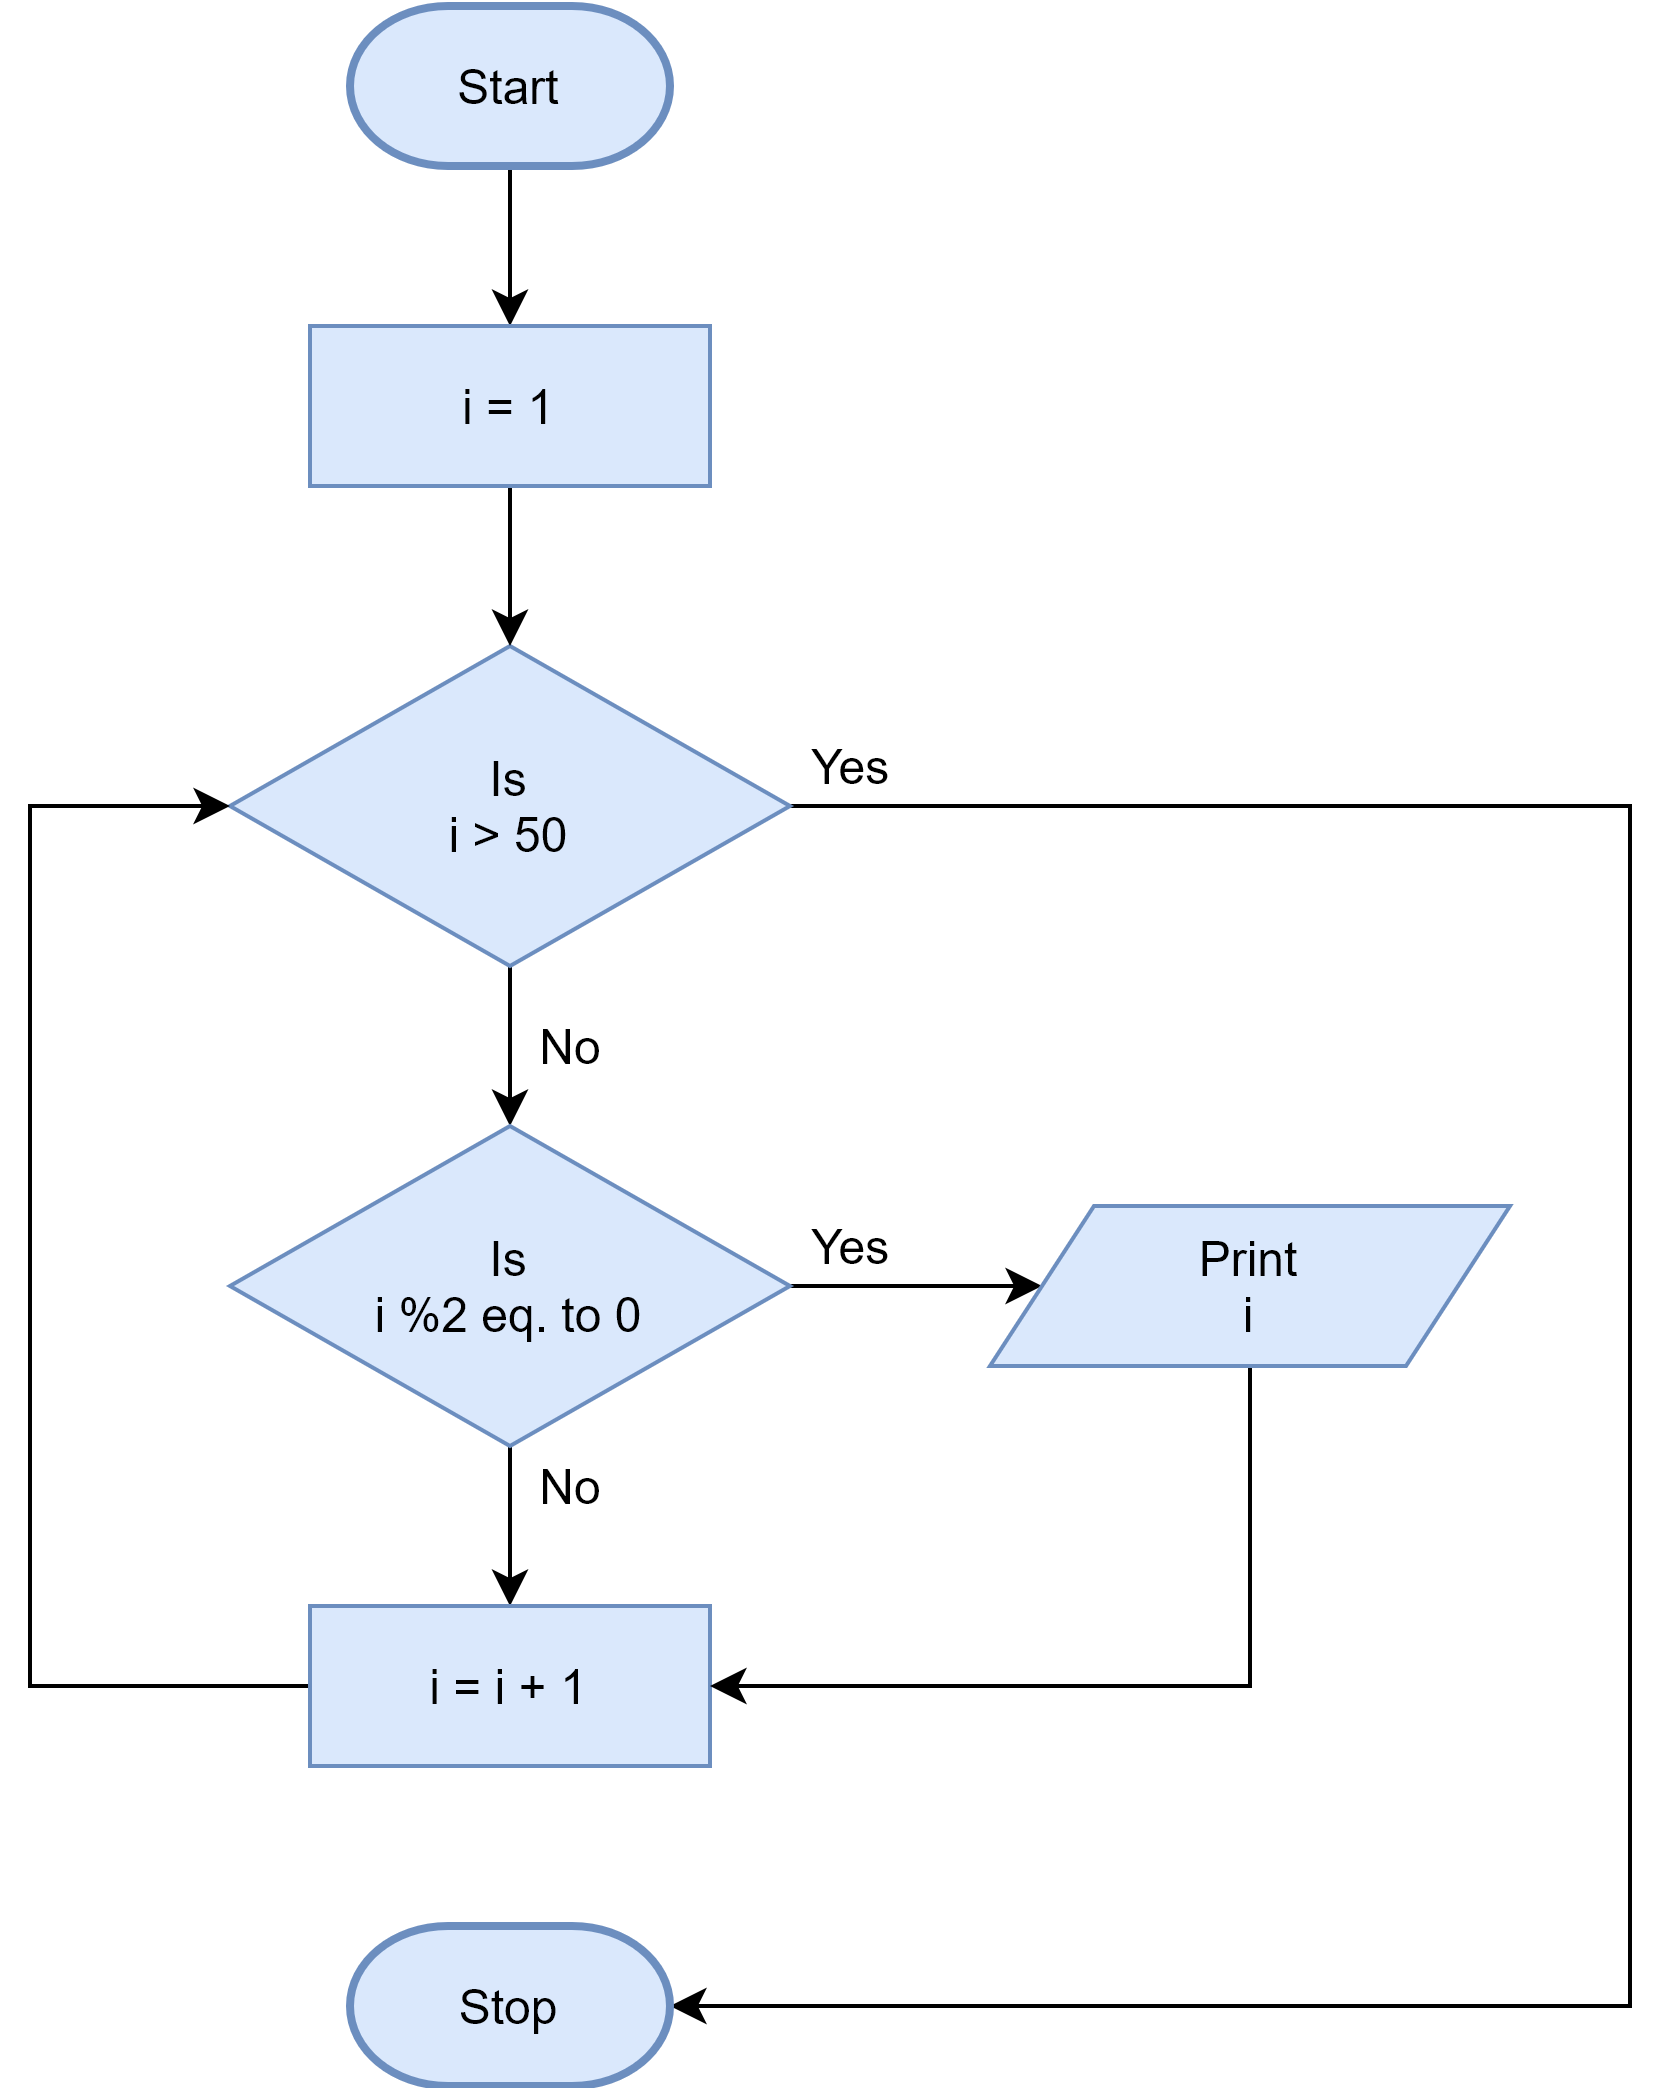 Start
i = 1
Is
i > 50
Yes
No
Is
i %2 eq. to 0
Yes
Print
i
No
i = i + 1
Stop